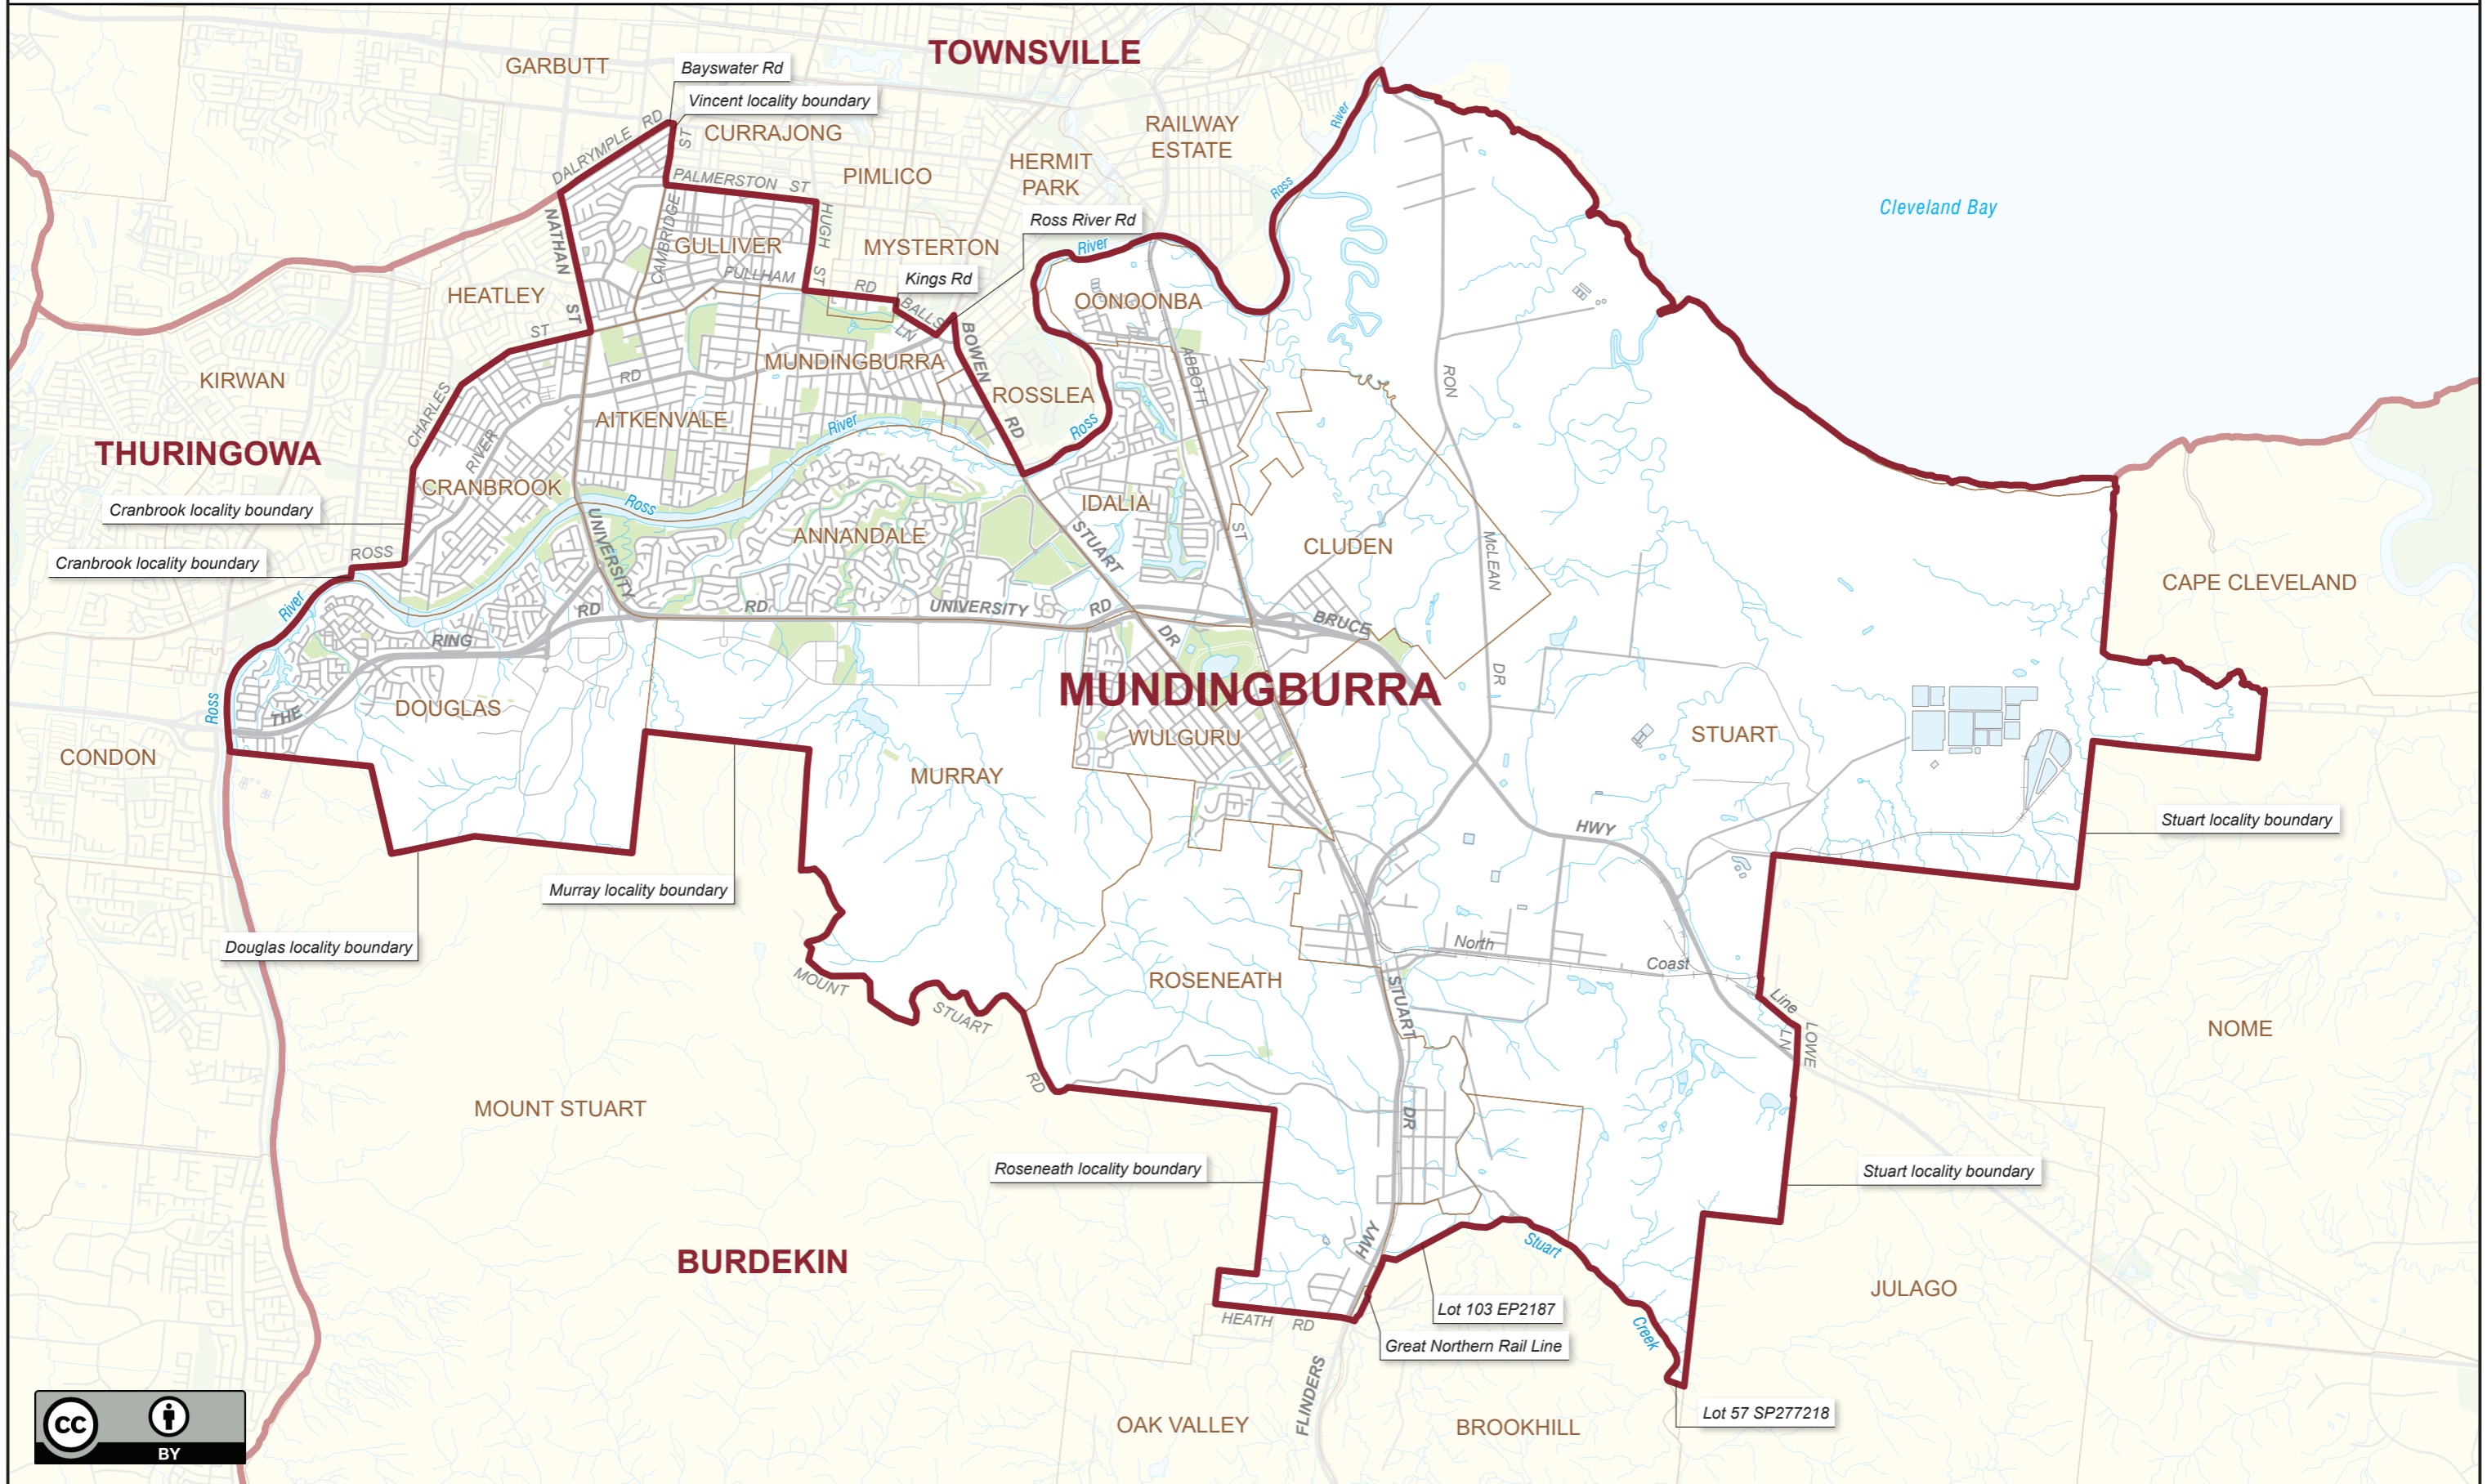 TOWNSVILLE
GARBUTT
Bayswater Rd
Vincent locality boundary
DALRYMPLE RD
ST
CURRAJONG
RAILWAY
ESTATE
River
HERMIT
PARK
PIMLICO
PALMERSTON ST
Ross
Cleveland Bay
NATHAN
ST
CAMBRIDGE
HUGH
ST
Ross River Rd
GULLIVER
MYSTERTON
River
FULLHAM
RD
Kings Rd
HEATLEY
OONOONBA
BALLS
LN
ST
BOWEN
RD
MUNDINGBURRA
ABBOTT
ST
KIRWAN
RD
RON
ROSSLEA
CHARLES
AITKENVALE
River
Ross
THURINGOWA
RIVER
CRANBROOK
Ross
IDALIA
Cranbrook locality boundary
ANNANDALE
CLUDEN
UNIVERSITY
STUART
McLEAN
ROSS
Cranbrook locality boundary
CAPE CLEVELAND
River
RD
RD
UNIVERSITY
RD
BRUCE
RING
DR
DR
MUNDINGBURRA
Ross
THE
DOUGLAS
WULGURU
STUART
CONDON
MURRAY
Stuart locality boundary
HWY
Murray locality boundary
Douglas locality boundary
North
Coast
Line
MOUNT
STUART
RD
ROSENEATH
STUART
DR
LN
LOWE
NOME
MOUNT STUART
Roseneath locality boundary
Stuart locality boundary
BURDEKIN
HWY
Stuart
Creek
JULAGO
Lot 103 EP2187
HEATH RD
Great Northern Rail Line
FLINDERS
OAK VALLEY
BROOKHILL
Lot 57 SP277218
CC
BY